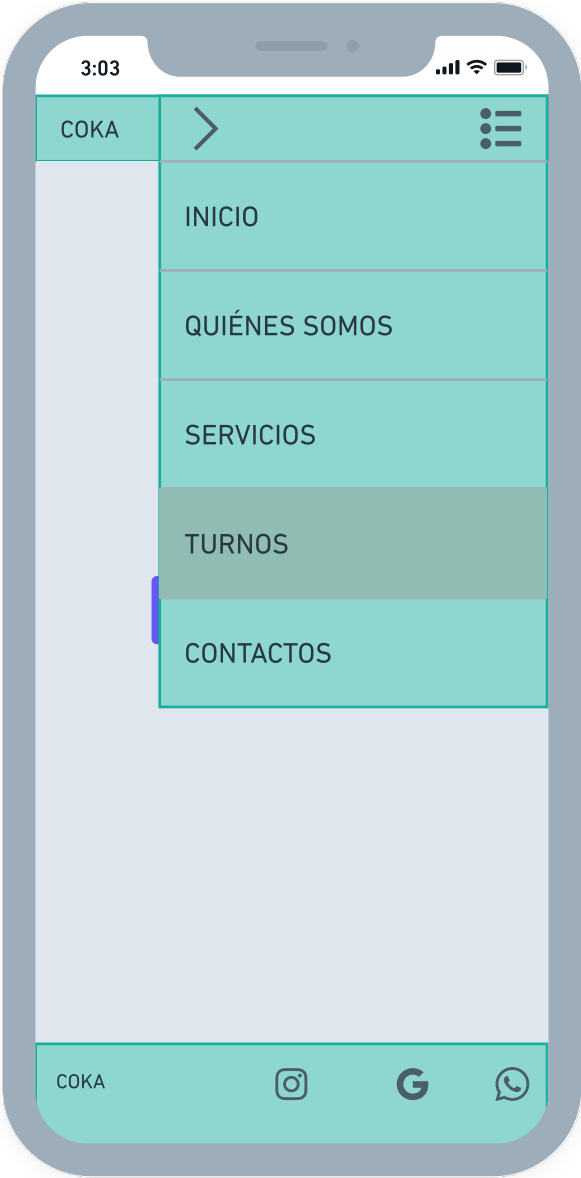 3:03
COKA
INICIO
QUIÉNES SOMOS
SERVICIOS
TURNOS
CONTACTOS
COKA